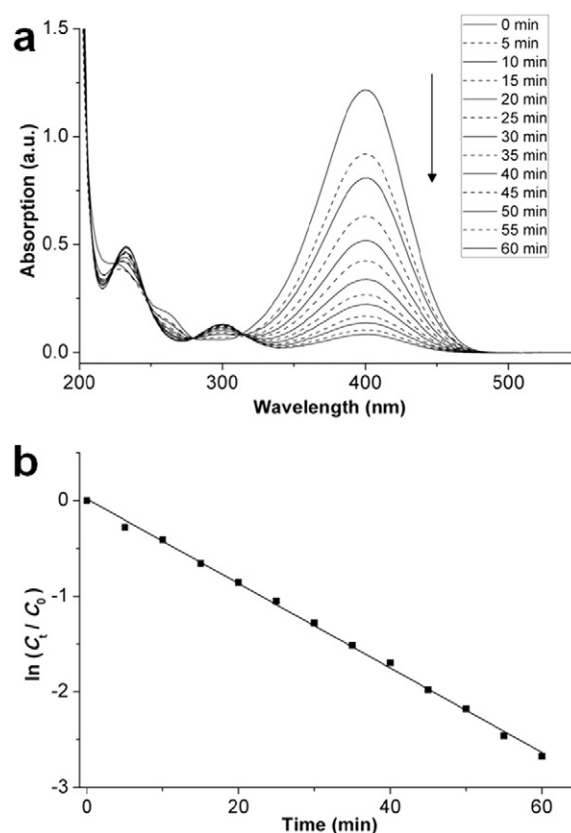 a
Absorption (a.u.)
1.5
1.0
0.5
0.0
200
300
400
500
Wavelength (nm)
0 min
5 min
10 min
15 min
20 min
25 min
30 min
35 min
40 min
45 min
50 min
55 min
60 min
b
ln (Ct / C0)
0
-1
-2
-3
0
20
40
60
Time (min)